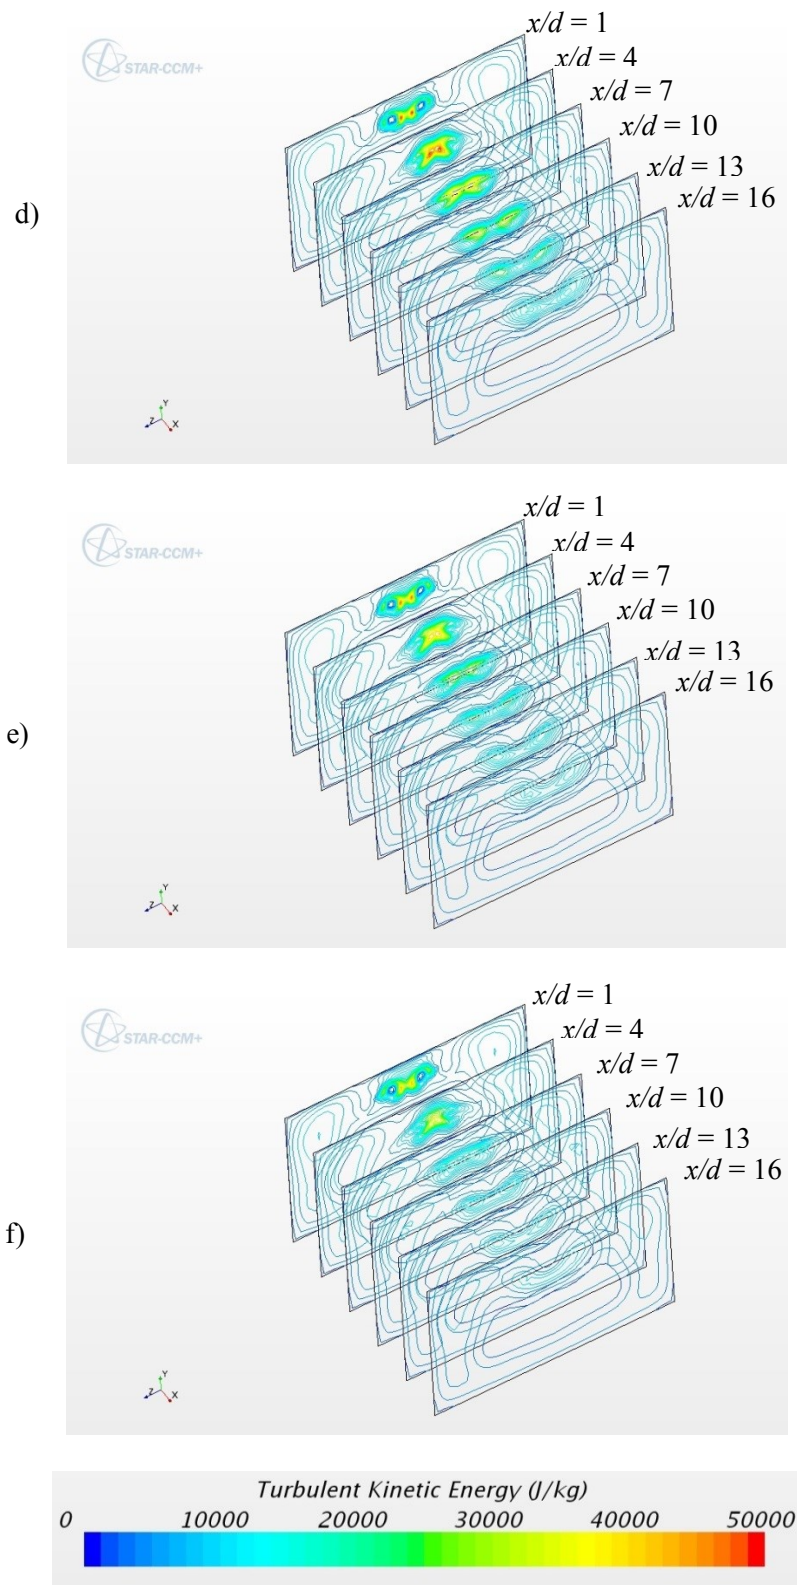 x/d = 1
x/d = 4
x/d = 7
x/d = 10
x/d = 13
x/d = 16
STAR-CCM+
d)
Y
Z
X
x/d = 1
x/d = 4
x/d = 7
x/d = 10
x/d = 13
x/d = 16
STAR-CCM+
e)
Y
Z
X
x/d = 1
x/d = 4
x/d = 7
x/d = 10
x/d = 13
x/d = 16
STAR-CCM+
f)
Y
Z
X
Turbulent Kinetic Energy (J/kg)
0 10000 20000 30000 40000 50000